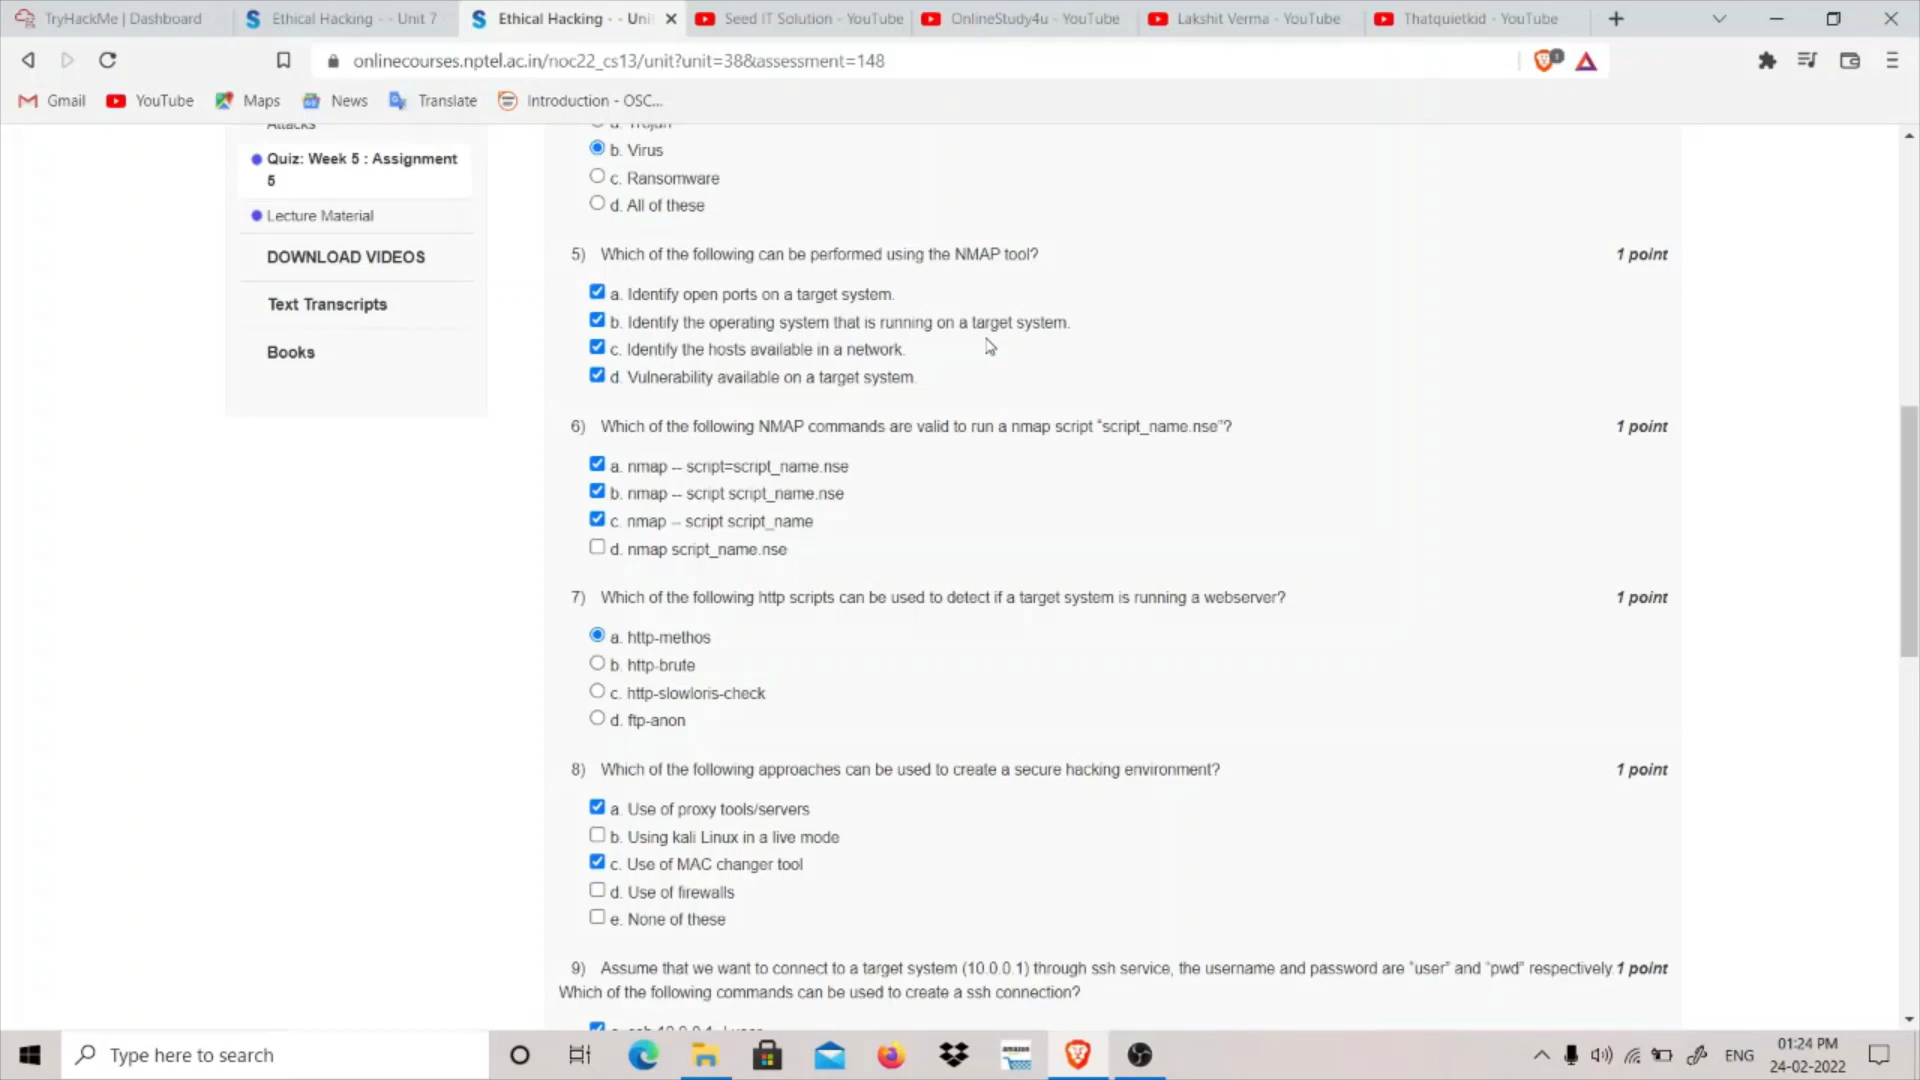 TryHackMe | Dashboard
Ethical Hacking - - Unit 7
Ethical Hacking - - Uni
Seed IT Solution - YouTube
OnlineStudy4u - YouTube
Lakshit Verma - YouTube
Thatquietkid - YouTube
onlinecourses.nptel.ac.in/noc22_cs13/unit?unit=38&assessment=148
Gmail
YouTube
Maps
News
Translate
Introduction - OSC...
Attacks
Quiz: Week 5 : Assignment
5
Lecture Material
DOWNLOAD VIDEOS
Text Transcripts
Books
a. Trojan
b. Virus
c. Ransomware
d. All of these
5) Which of the following can be performed using the NMAP tool? 1 point
a. Identify open ports on a target system.
b. Identify the operating system that is running on a target system.
c. Identify the hosts available in a network.
d. Vulnerability available on a target system.
6) Which of the following NMAP commands are valid to run a nmap script “script_name.nse”? 1 point
a. nmap -- script=script_name.nse
b. nmap -- script script_name.nse
c. nmap -- script script_name
d. nmap script_name.nse
7) Which of the following http scripts can be used to detect if a target system is running a webserver? 1 point
a. http-methos
b. http-brute
c. http-slowloris-check
d. ftp-anon
8) Which of the following approaches can be used to create a secure hacking environment? 1 point
a. Use of proxy tools/servers
b. Using kali Linux in a live mode
c. Use of MAC changer tool
d. Use of firewalls
e. None of these
9) Assume that we want to connect to a target system (10.0.0.1) through ssh service, the username and password are “user” and “pwd” respectively. 1 point
Which of the following commands can be used to create a ssh connection?
Type here to search
amazon
ENG
01:24 PM
24-02-2022